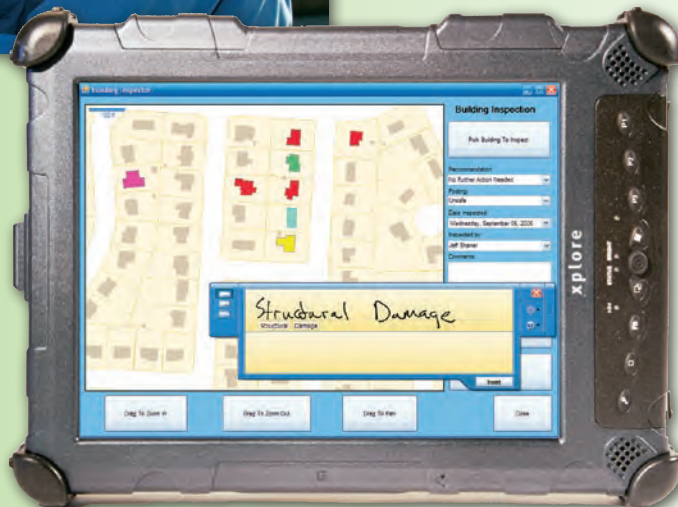 Building Inspector
Building Inspection
Pick Building To Inspect
Recommendation
No Further Action Needed
Posting
Unsafe
Date Inspected
Wednesday, September 06, 2006
Inspected by
Jeff Shaner
Comments
Structural Damage
Structural Damage
Insert
Drag To Zoom In
Drag To Zoom Out
Drag To Pan
Close
xplore